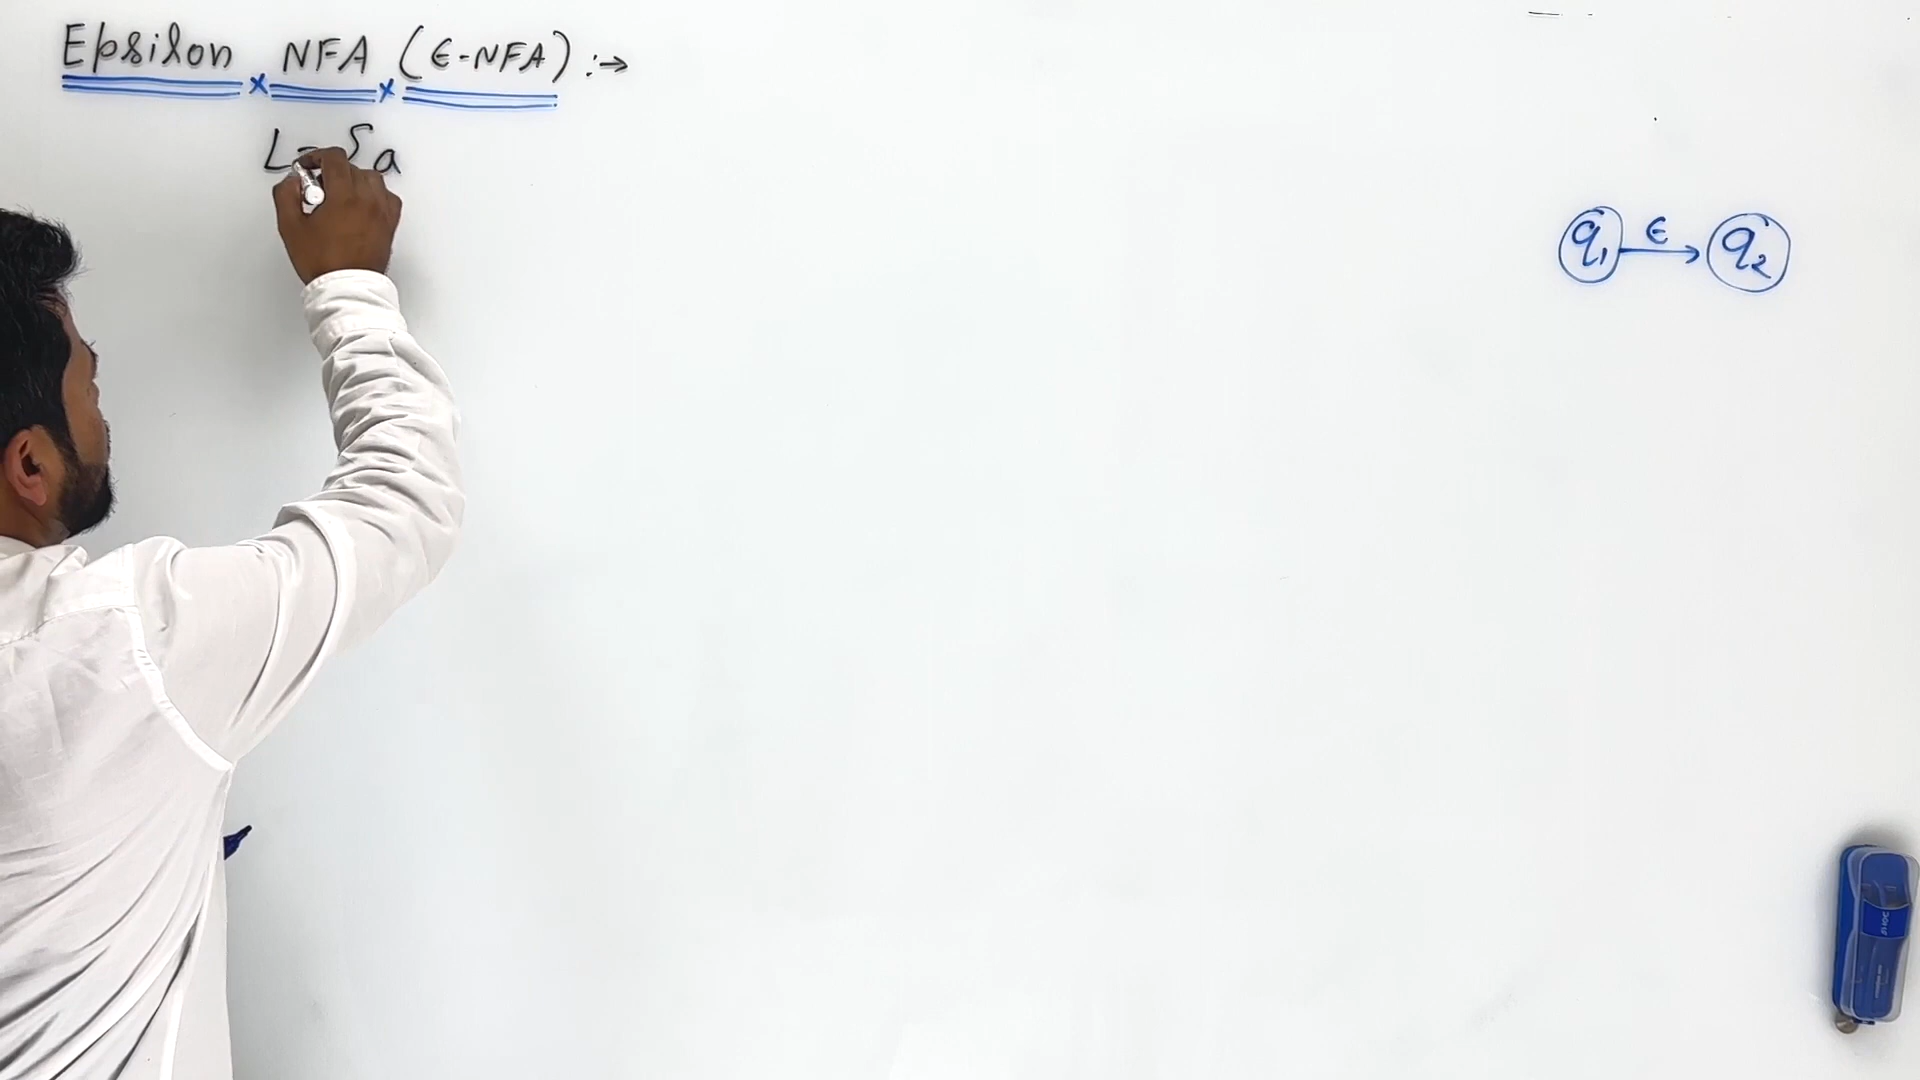 Epsilon NFA (ϵ-NFA) :→
L = {a
q₁ ϵ → q₂